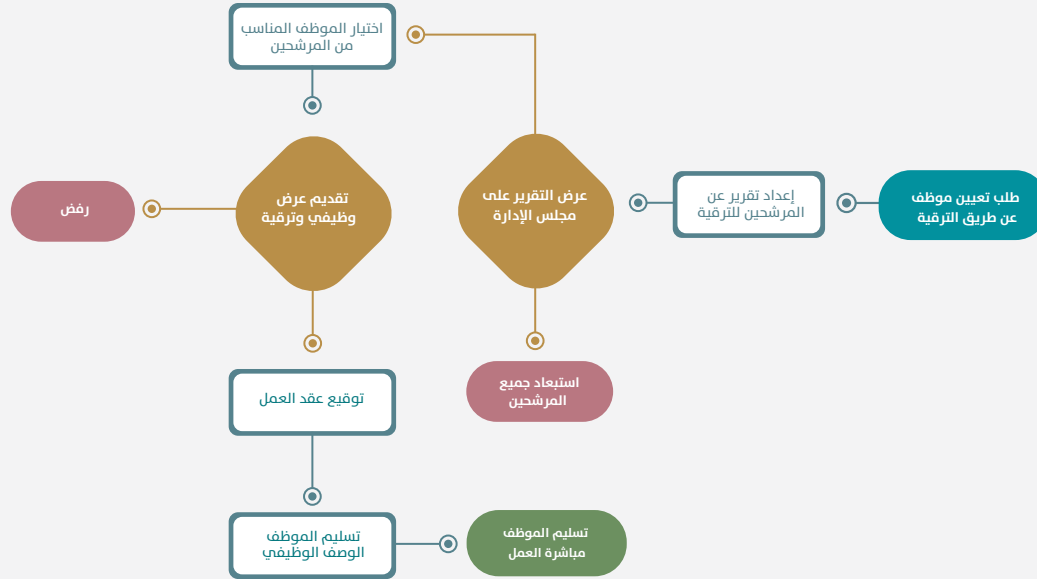 طلب تعيين موظف
عن طريق الترقية
إعداد تقرير عن
المرشحين للترقية
عرض التقرير على
مجلس الإدارة
استبعاد جميع
المرشحين
اختيار الموظف المناسب
من المرشحين
تقديم عرض
وظيفي وترقية
رفض
توقيع عقد العمل
تسليم الموظف
الوصف الوظيفي
تسليم الموظف
مباشرة العمل